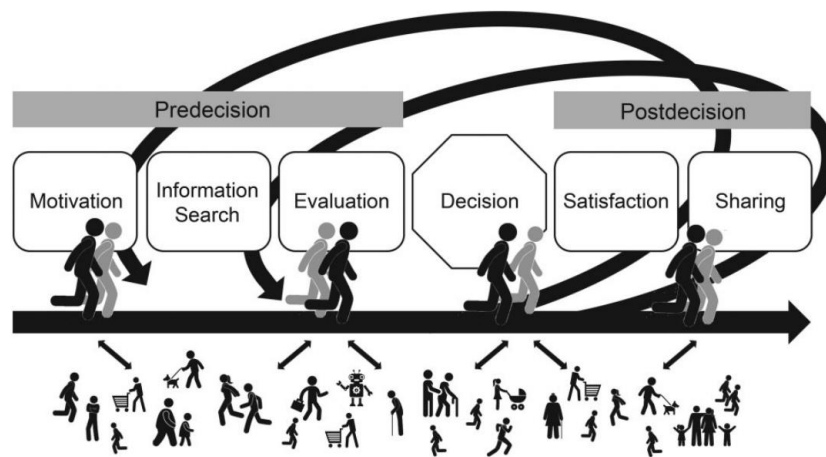 Predecision
Postdecision
Motivation
Information
Search
Evaluation
Decision
Satisfaction
Sharing